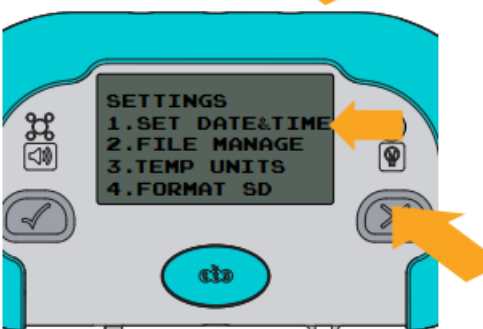 SETTINGS
1.SET DATE&TIME
2.FILE MANAGE
3.TEMP UNITS
4.FORMAT SD